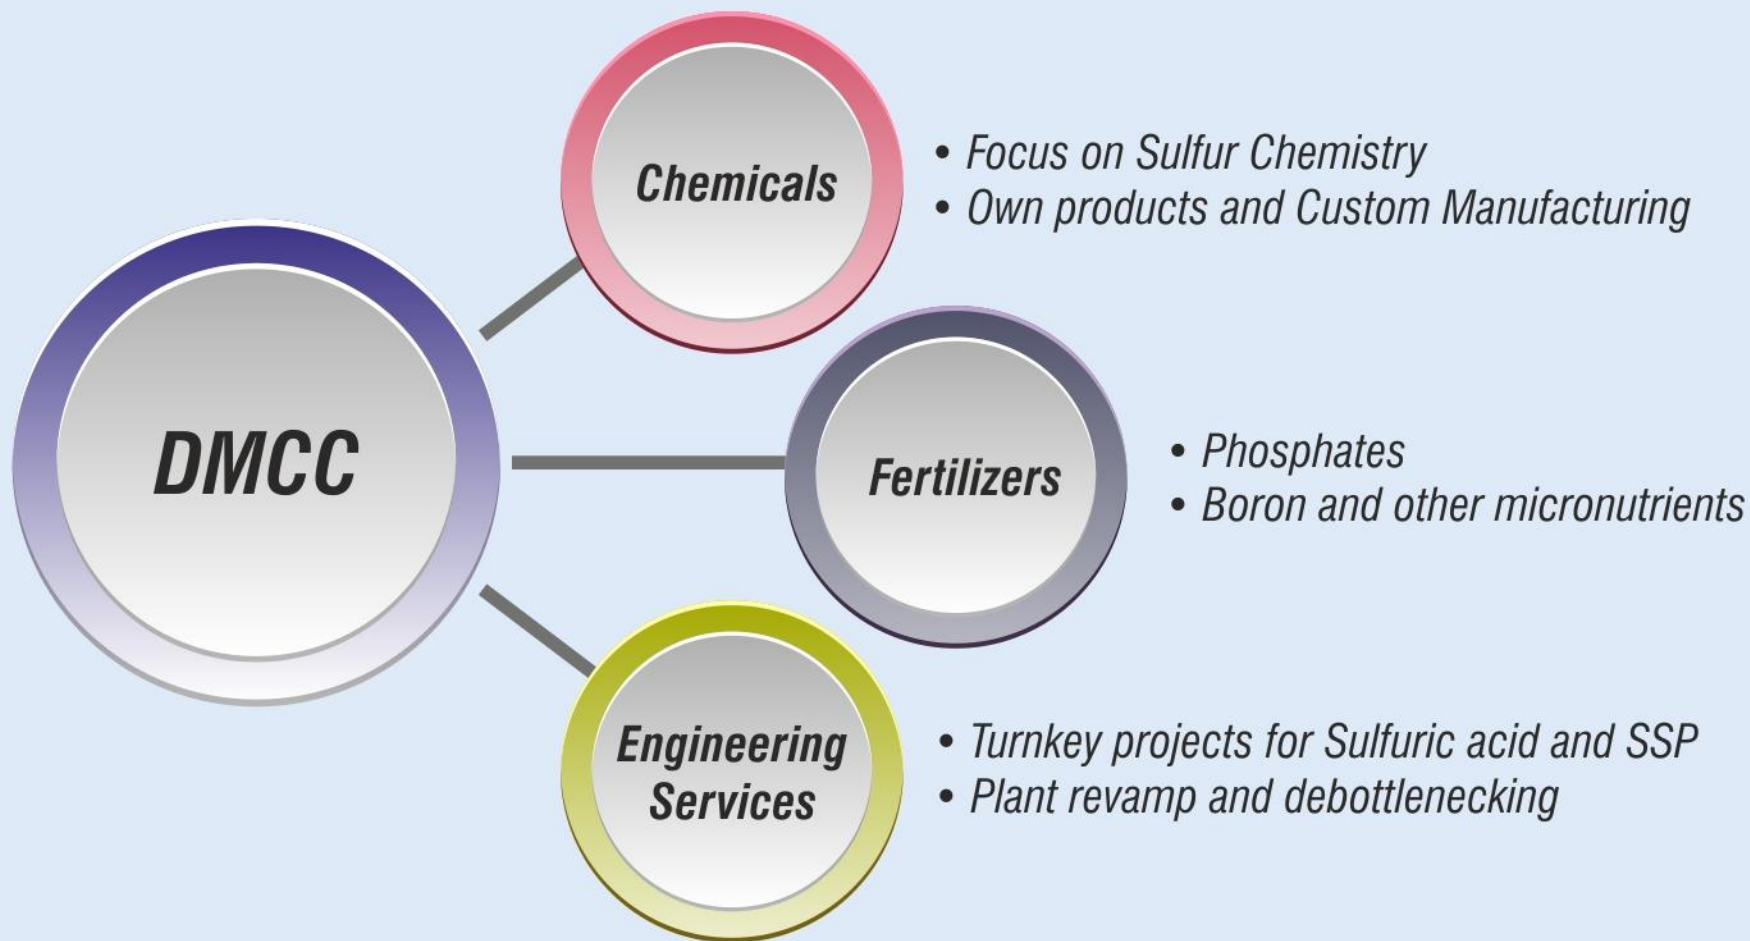 Chemicals
• Focus on Sulfur Chemistry
• Own products and Custom Manufacturing
DMCC
Fertilizers
• Phosphates
• Boron and other micronutrients
Engineering
Services
• Turnkey projects for Sulfuric acid and SSP
• Plant revamp and debottlenecking